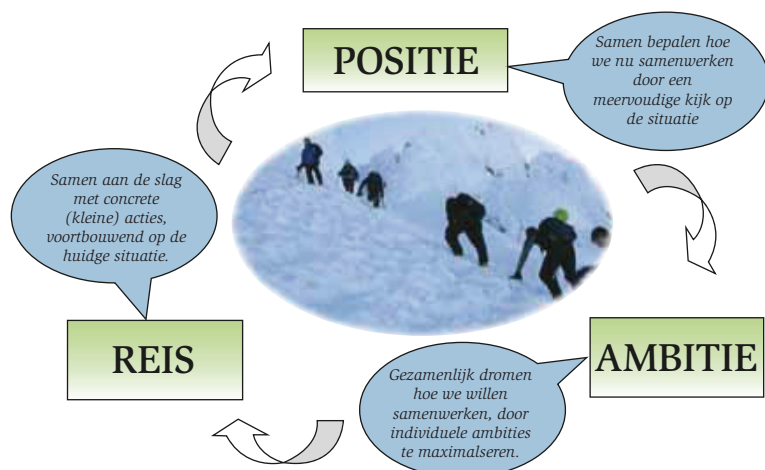 POSITIE
Samen bepalen hoe
we nu samenwerken
door een
meervoudige kijk op
de situatie
Samen aan de slag
met concrete
(kleine) acties,
voortbouwend op de
huidge situatie.
REIS
AMBITIE
Gezamenlijk dromen
hoe we willen
samenwerken, door
individuele ambities
te maximalseren.